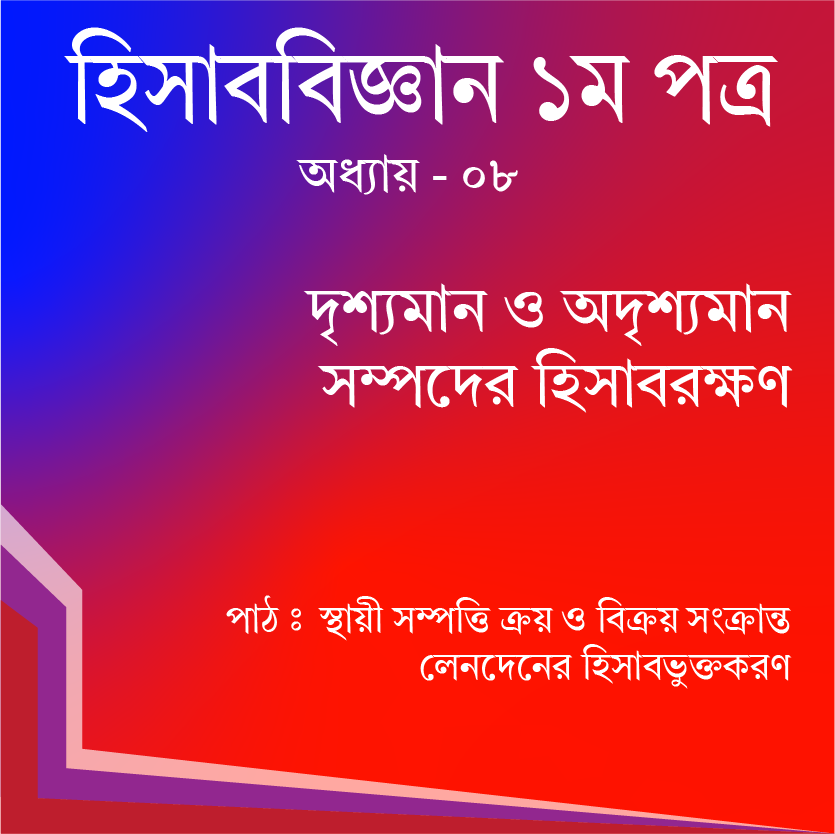 হিসাববিজ্ঞান ১ম পত্র
অধ্যায় - ০৮
দৃশ্যমান ও অদৃশ্যমান
সম্পদের হিসাবরক্ষণ
পাঠ ঃ স্থায়ী সম্পত্তি ক্রয় ও বিক্রয় সংক্রান্ত
লেনদেনের হিসাবভুক্তকরণ